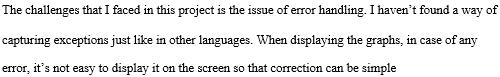 The challenges that I faced in this project is the issue of error handling. I haven’t found a way of
capturing exceptions just like in other languages. When displaying the graphs, in case of any
error, it’s not easy to display it on the screen so that correction can be simple